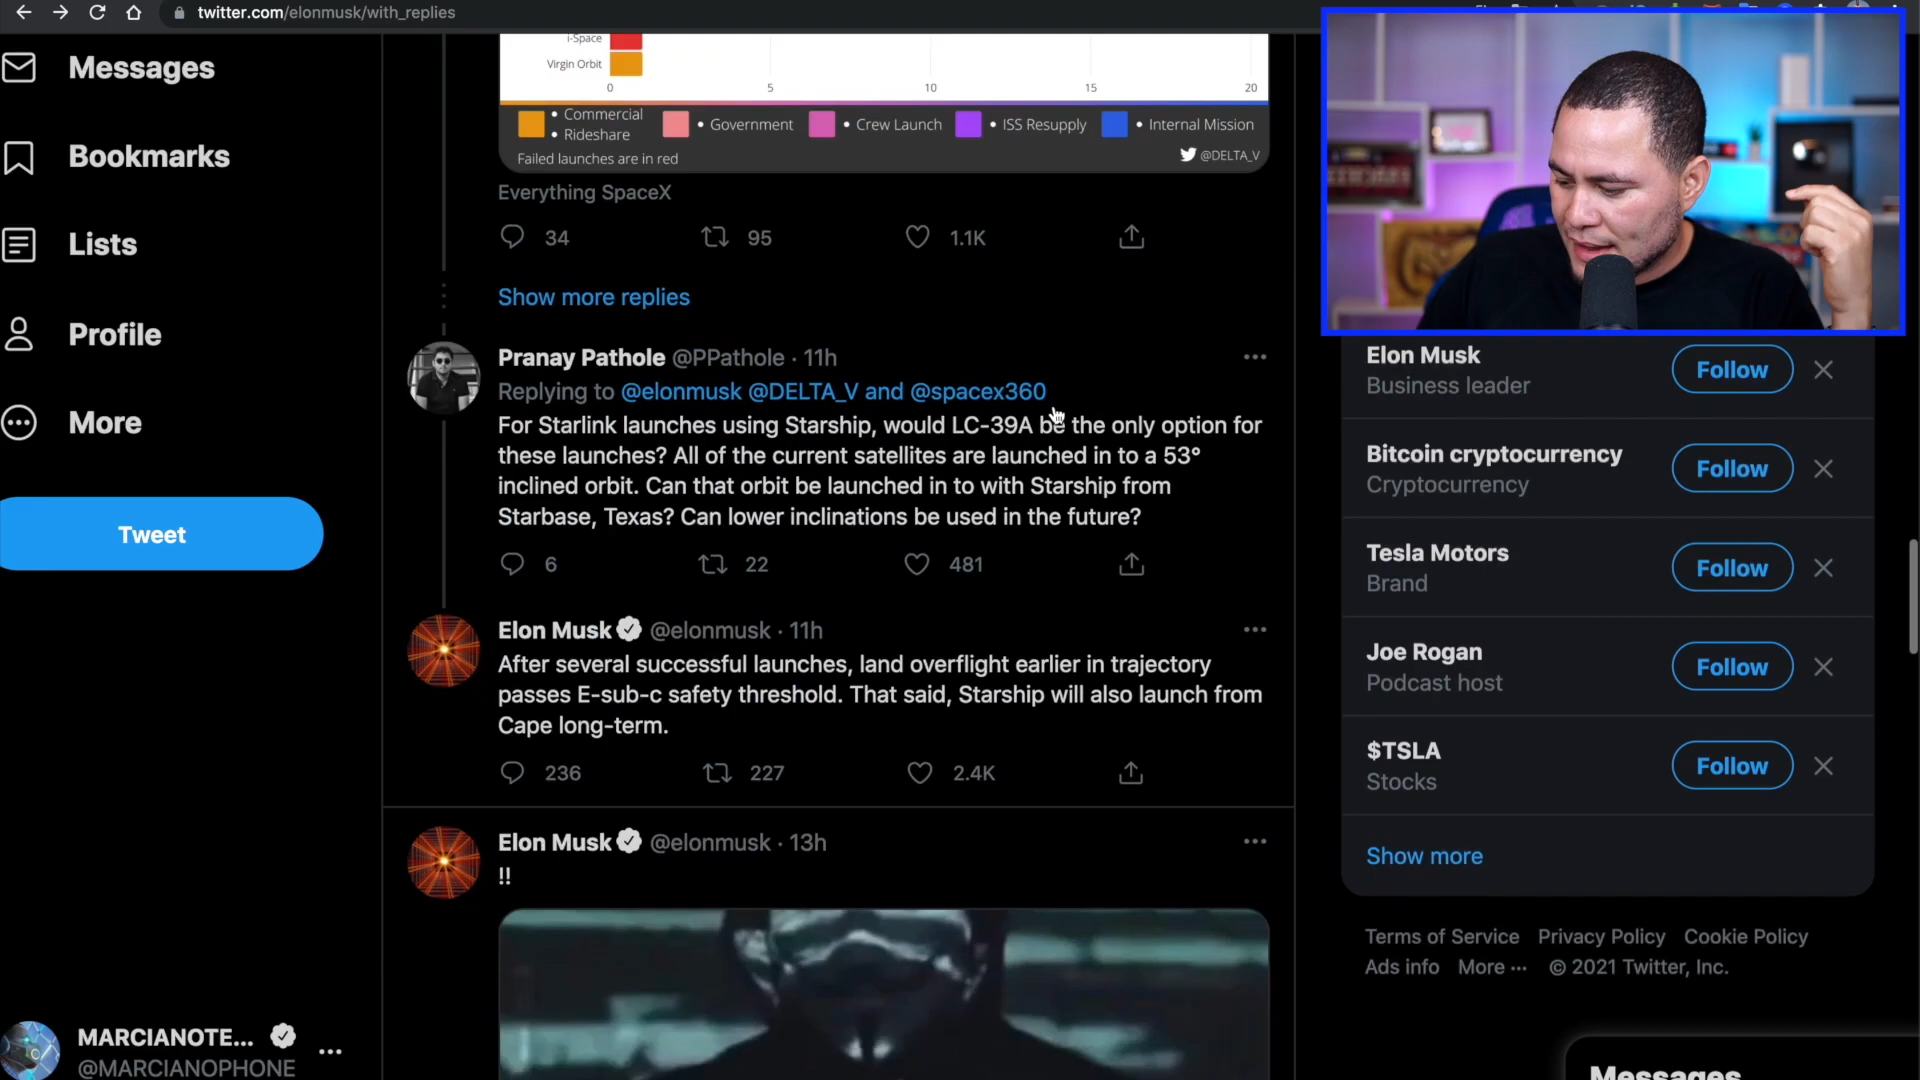 twitter.com/elonmusk/with_replies
Messages
Bookmarks
Lists
Profile
More
Tweet
MARCIANOTE...
@MARCIANOPHONE
i-Space
Virgin Orbit
0 5 10 15 20
• Commercial
• Rideshare
• Government
• Crew Launch
• ISS Resupply
• Internal Mission
Failed launches are in red
@DELTA_V
Everything SpaceX
34 95 1.1K
Show more replies
Pranay Pathole @PPathole · 11h
Replying to @elonmusk @DELTA_V and @spacex360
For Starlink launches using Starship, would LC-39A be the only option for
these launches? All of the current satellites are launched in to a 53°
inclined orbit. Can that orbit be launched in to with Starship from
Starbase, Texas? Can lower inclinations be used in the future?
6 22 481
Elon Musk @elonmusk · 11h
After several successful launches, land overflight earlier in trajectory
passes E-sub-c safety threshold. That said, Starship will also launch from
Cape long-term.
236 227 2.4K
Elon Musk @elonmusk · 13h
!!
Elon Musk
Business leader
Follow
Bitcoin cryptocurrency
Cryptocurrency
Follow
Tesla Motors
Brand
Follow
Joe Rogan
Podcast host
Follow
$TSLA
Stocks
Follow
Show more
Terms of Service Privacy Policy Cookie Policy
Ads info More ··· © 2021 Twitter, Inc.
Messages